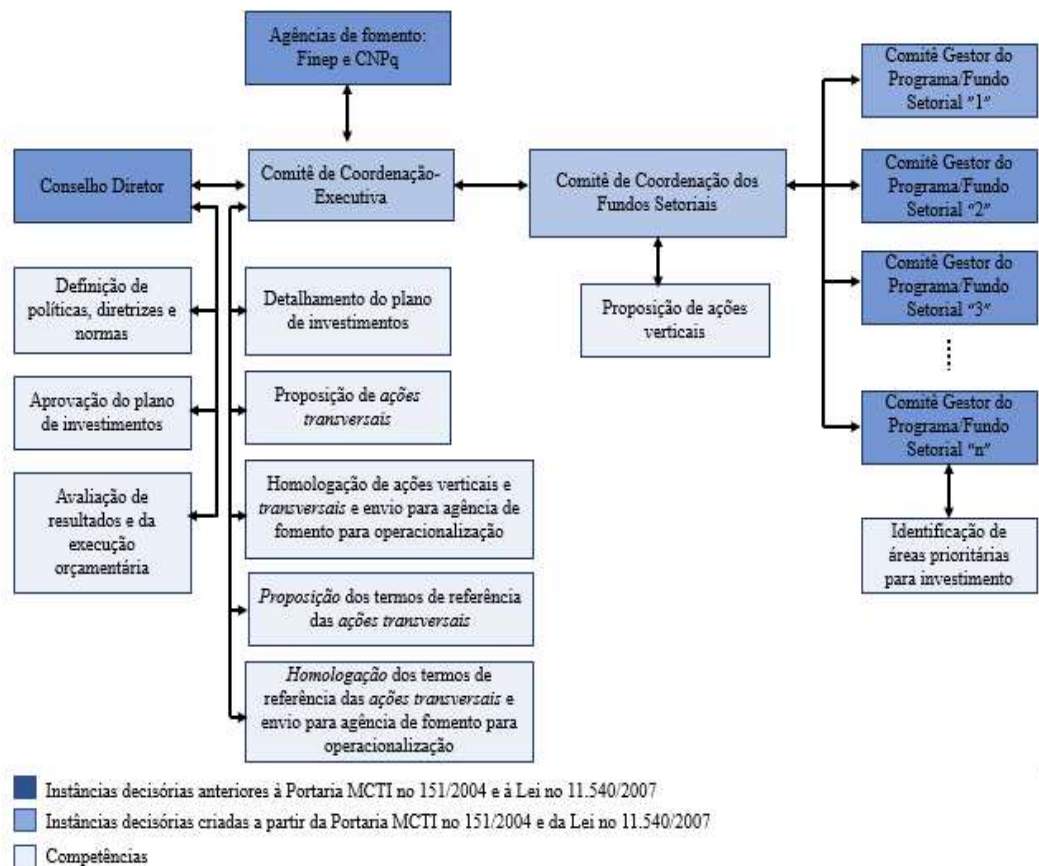 Agências de fomento:
Finep e CNPq
Conselho Diretor
Comitê de Coordenação-
Executiva
Comitê de Coordenação dos
Fundos Setoriais
Comitê Gestor do
Programa/Fundo
Setorial "1"
Comitê Gestor do
Programa/Fundo
Setorial "2"
Comitê Gestor do
Programa/Fundo
Setorial "3"
Comitê Gestor do
Programa/Fundo
Setorial "n"
Identificação de
áreas prioritárias
para investimento
Proposição de ações
verticais
Definição de
políticas, diretrizes e
normas
Aprovação do plano
de investimentos
Avaliação de
resultados e da
execução
orçamentária
Detalhamento do plano
de investimentos
Proposição de ações
transversais
Homologação de ações verticais e
transversais e envio para agência de
fomento para operacionalização
Proposição dos termos de referência
das ações transversais
Homologação dos termos de
referência das ações transversais e
envio para agência de fomento para
operacionalização
Instâncias decisórias anteriores à Portaria MCTI no 151/2004 e à Lei no 11.540/2007
Instâncias decisórias criadas a partir da Portaria MCTI no 151/2004 e da Lei no 11.540/2007
Competências